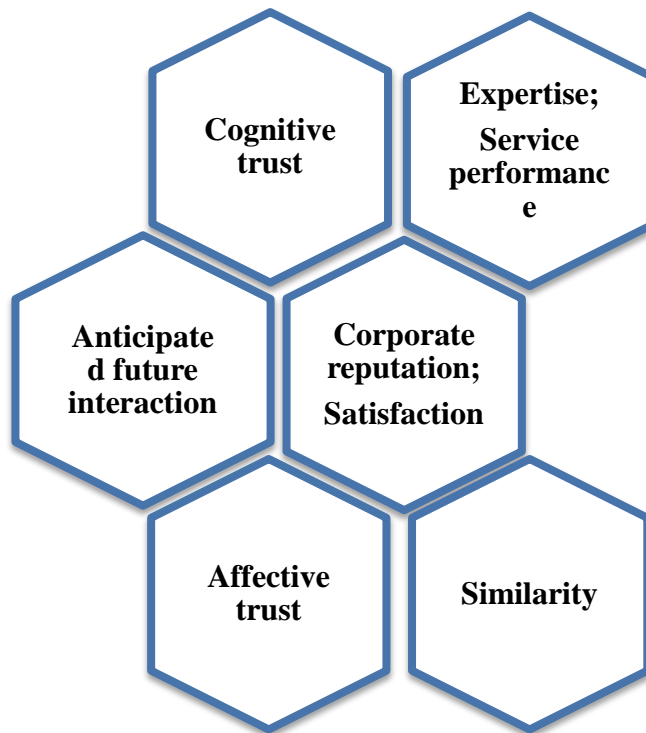 Cognitive
trust
Expertise;
Service
performanc
e
Anticipate
d future
interaction
Corporate
reputation;
Satisfaction
Affective
trust
Similarity